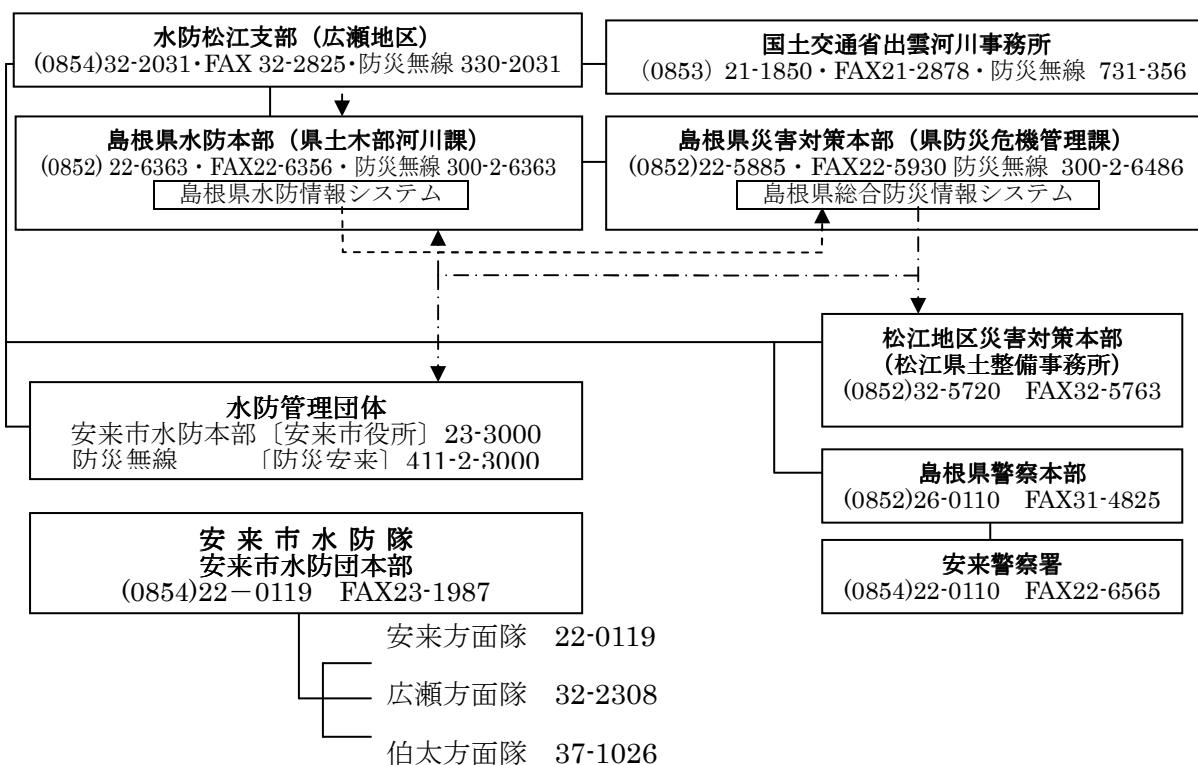 水防松江支部（広瀬地区）
(0854)32-2031・FAX 32-2825・防災無線 330-2031
国土交通省出雲河川事務所
（0853）21-1850・FAX21-2878・防災無線 731-356
島根県水防本部（県土木部河川課）
(0852) 22-6363・FAX22-6356・防災無線 300-2-6363
島根県水防情報システム
島根県災害対策本部（県防災危機管理課）
(0852)22-5885・FAX22-5930 防災無線 300-2-6486
島根県総合防災情報システム
松江地区災害対策本部
（松江県土整備事務所）
(0852)32-5720　FAX32-5763
水防管理団体
安来市水防本部〔安来市役所〕23-3000
防災無線　　　〔防災安来〕411-2-3000
島根県警察本部
(0852)26-0110　FAX31-4825
安来市水防隊
安来市水防団本部
(0854)22－0119　FAX23-1987
安来警察署
(0854)22-0110　FAX22-6565
安来方面隊　22-0119
広瀬方面隊　32-2308
伯太方面隊　37-1026